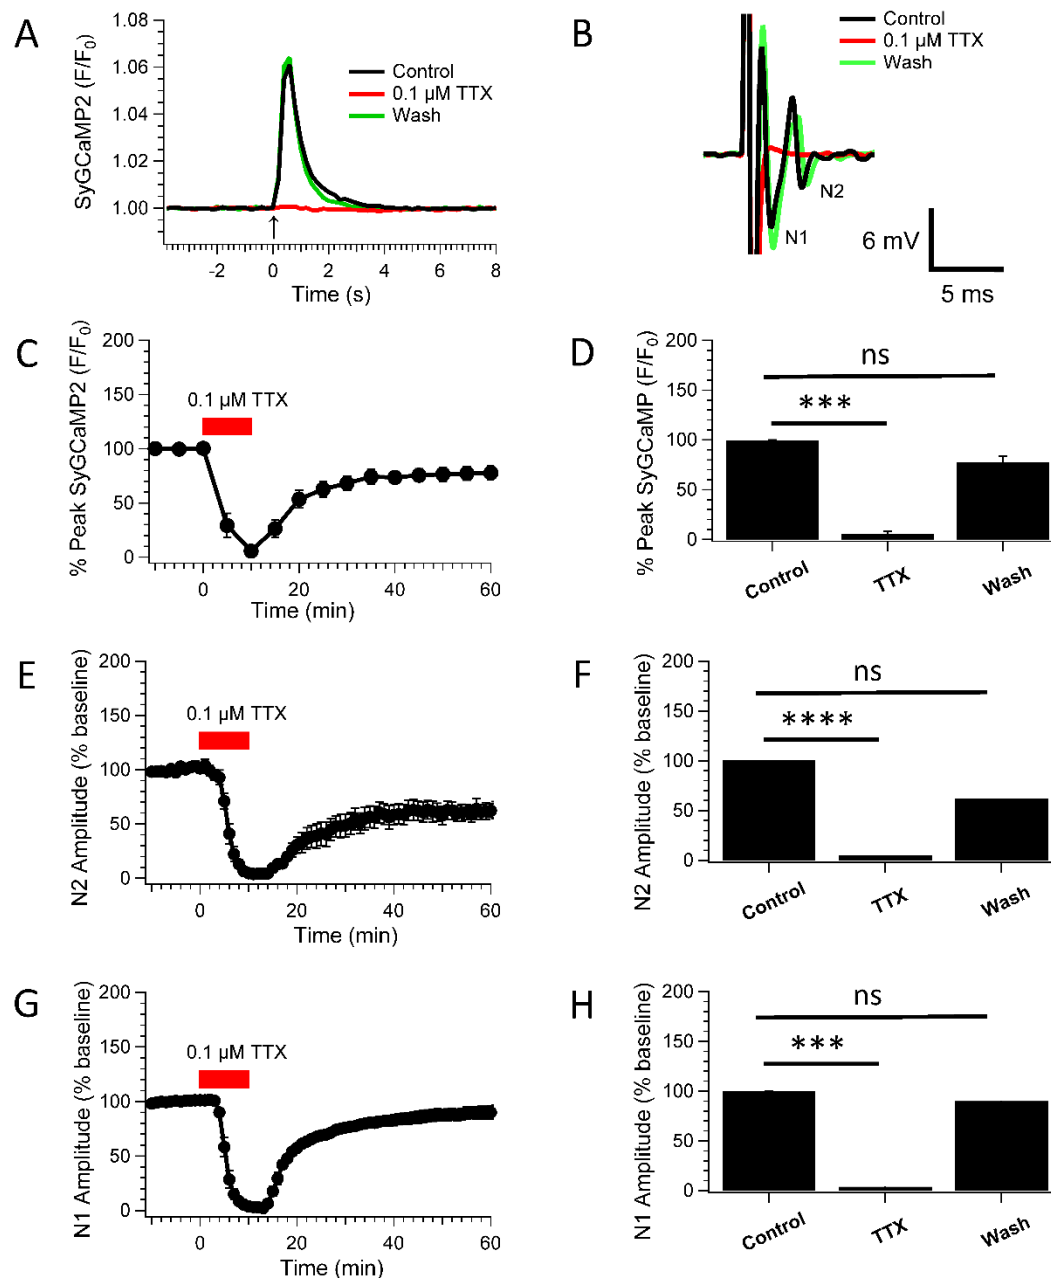 A
SyGCaMP2 (F/F0)
1.08
1.06
1.04
1.02
1.00
Control
0.1 µM TTX
Wash
-2
0
2
4
6
8
Time (s)
B
Control
0.1 µM TTX
Wash
N1
N2
6 mV
5 ms
C
% Peak SyGCaMP2 (F/F0)
200
150
100
50
0
0.1 µM TTX
0
20
40
60
Time (min)
D
% Peak SyGCaMP (F/F0)
200
150
100
50
0
ns
***
Control
TTX
Wash
E
N2 Amplitude (% baseline)
200
150
100
50
0
0.1 µM TTX
0
20
40
60
Time (min)
F
N2 Amplitude (% baseline)
200
150
100
50
0
ns
****
Control
TTX
Wash
G
N1 Amplitude (% baseline)
200
150
100
50
0
0.1 µM TTX
0
20
40
60
Time (min)
H
N1 Amplitude (% baseline)
200
150
100
50
0
ns
***
Control
TTX
Wash